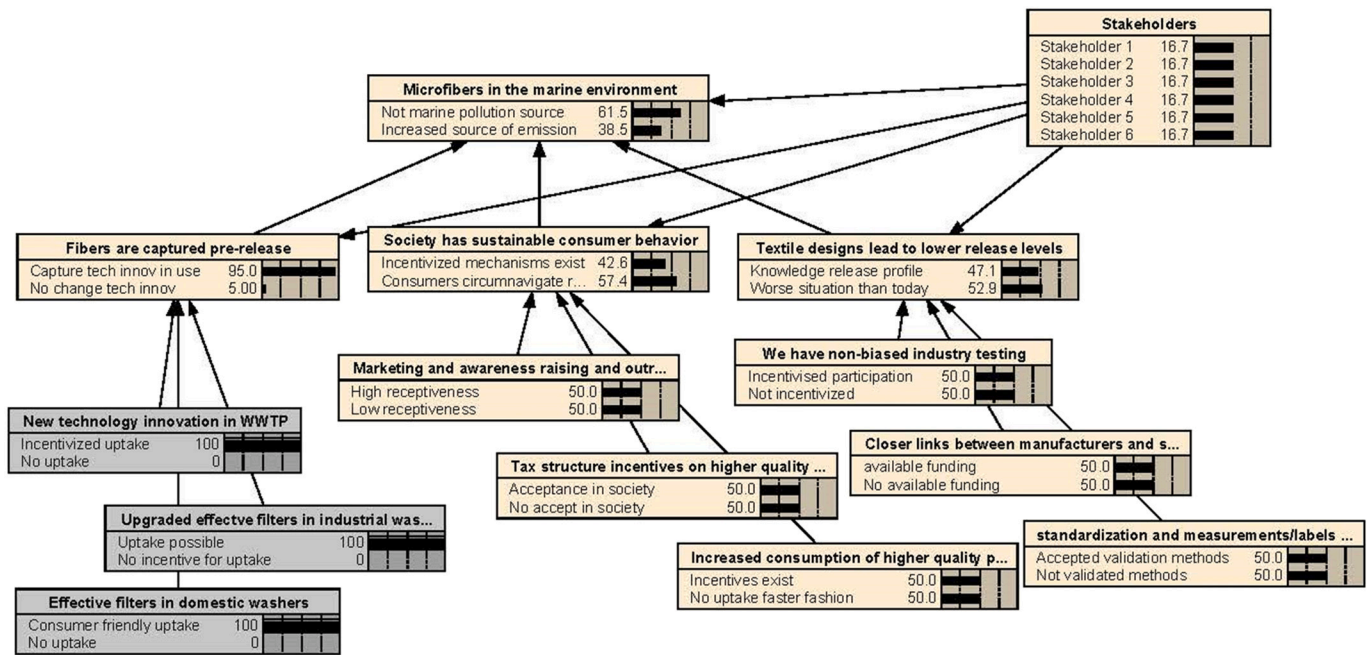 Stakeholders
Stakeholder 1 16.7
Stakeholder 2 16.7
Stakeholder 3 16.7
Stakeholder 4 16.7
Stakeholder 5 16.7
Stakeholder 6 16.7
Microfibers in the marine environment
Not marine pollution source 61.5
Increased source of emission 38.5
Fibers are captured pre-release
Capture tech innov in use 95.0
No change tech innov 5.00
Society has sustainable consumer behavior
Incentivized mechanisms exist 42.6
Consumers circumnavigate r... 57.4
Textile designs lead to lower release levels
Knowledge release profile 47.1
Worse situation than today 52.9
We have non-biased industry testing
Incentivised participation 50.0
Not incentivized 50.0
Marketing and awareness raising and outr...
High receptiveness 50.0
Low receptiveness 50.0
New technology innovation in WWTP
Incentivized uptake 100
No uptake 0
Closer links between manufacturers and s...
available funding 50.0
No available funding 50.0
Tax structure incentives on higher quality ...
Acceptance in society 50.0
No accept in society 50.0
Upgraded effectve filters in industrial was...
Uptake possible 100
No incentive for uptake 0
standardization and measurements/labels ...
Accepted validation methods 50.0
Not validated methods 50.0
Increased consumption of higher quality p...
Incentives exist 50.0
No uptake faster fashion 50.0
Effective filters in domestic washers
Consumer friendly uptake 100
No uptake 0